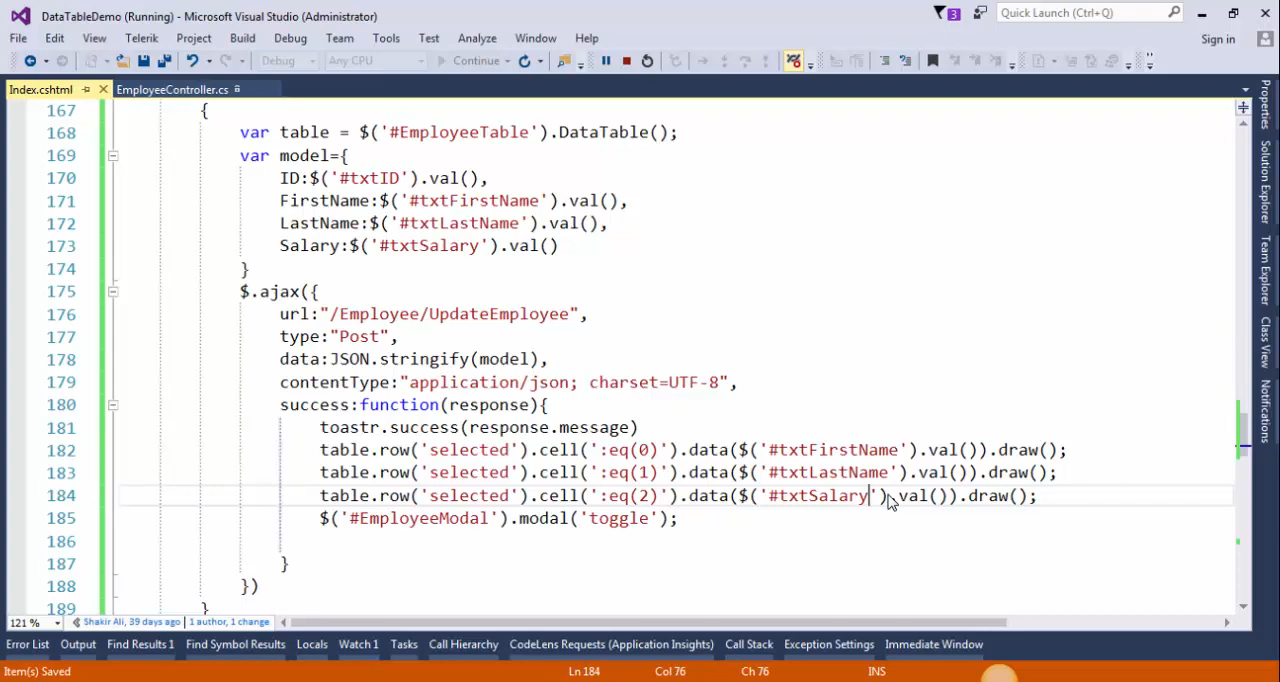 DataTableDemo (Running) - Microsoft Visual Studio (Administrator)
3
Quick Launch (Ctrl+Q)
File Edit View Telerik Project Build Debug Team Tools Test Analyze Window Help
Sign in
Debug Any CPU Continue
Index.cshtml EmployeeController.cs
167 {
168 var table = $('#EmployeeTable').DataTable();
169 var model={
170 ID:$('#txtID').val(),
171 FirstName:$('#txtFirstName').val(),
172 LastName:$('#txtLastName').val(),
173 Salary:$('#txtSalary').val()
174 }
175 $.ajax({
176 url:"/Employee/UpdateEmployee",
177 type:"Post",
178 data:JSON.stringify(model),
179 contentType:"application/json; charset=UTF-8",
180 success:function(response){
181 toastr.success(response.message)
182 table.row('selected').cell(':eq(0)').data($('#txtFirstName').val()).draw();
183 table.row('selected').cell(':eq(1)').data($('#txtLastName').val()).draw();
184 table.row('selected').cell(':eq(2)').data($('#txtSalary').val()).draw();
185 $('#EmployeeModal').modal('toggle');
186
187 }
188 })
189 }
Properties
Solution Explorer
Team Explorer
Class View
Notifications
121 % Shakir Ali, 39 days ago | 1 author, 1 change
Error List Output Find Results 1 Find Symbol Results Locals Watch 1 Tasks Call Hierarchy CodeLens Requests (Application Insights) Call Stack Exception Settings Immediate Window
Item(s) Saved Ln 184 Col 76 Ch 76 INS